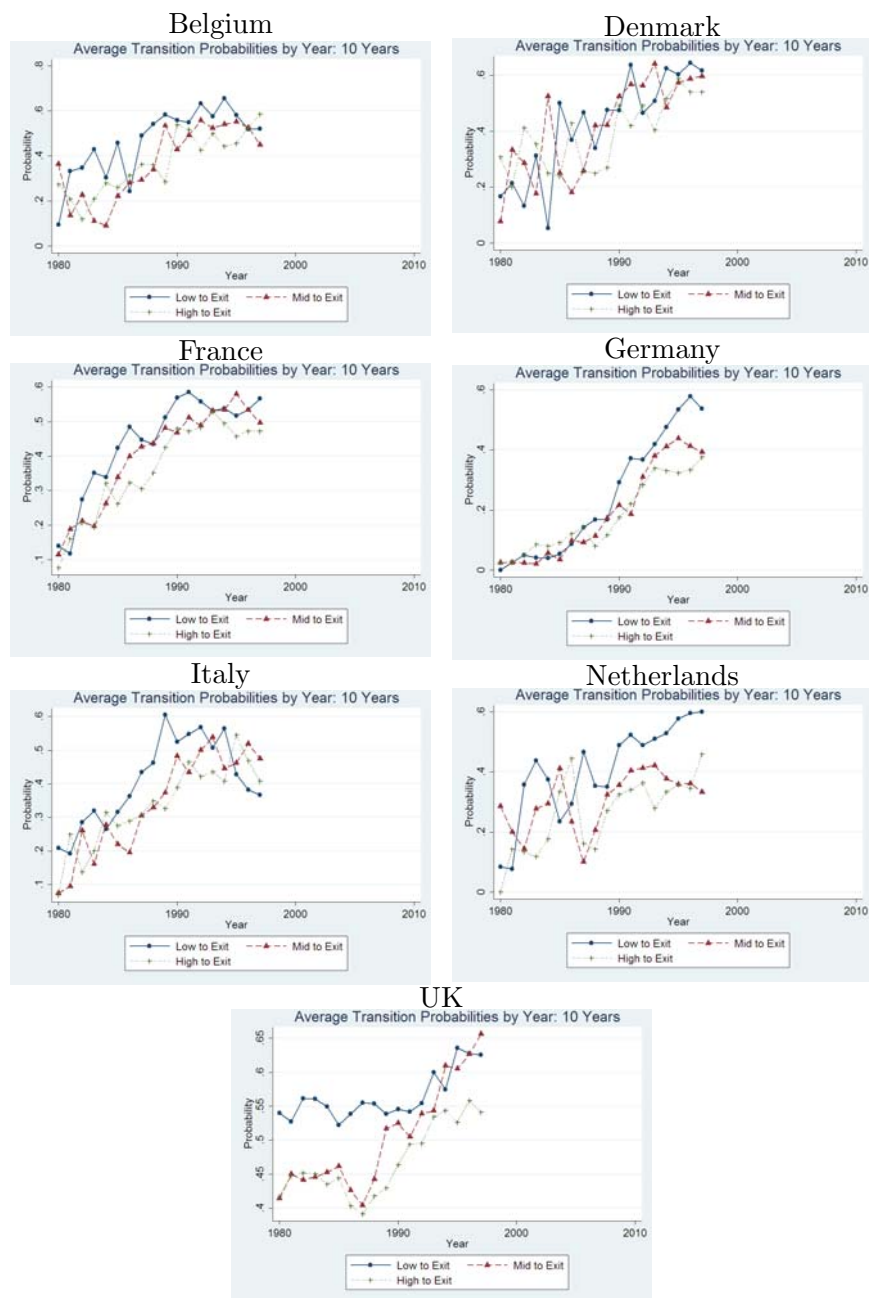 Belgium
Average Transition Probabilities by Year: 10 Years
Probability
.8
.6
.4
.2
0
1980 1990 2000 2010
Year
Low to Exit Mid to Exit
High to Exit
Denmark
Average Transition Probabilities by Year: 10 Years
Probability
.6
.4
.2
0
1980 1990 2000 2010
Year
Low to Exit Mid to Exit
High to Exit
France
Average Transition Probabilities by Year: 10 Years
Probability
.6
.5
.4
.3
.2
.1
1980 1990 2000 2010
Year
Low to Exit Mid to Exit
High to Exit
Germany
Average Transition Probabilities by Year: 10 Years
Probability
.6
.4
.2
0
1980 1990 2000 2010
Year
Low to Exit Mid to Exit
High to Exit
Italy
Average Transition Probabilities by Year: 10 Years
Probability
.6
.5
.4
.3
.2
.1
1980 1990 2000 2010
Year
Low to Exit Mid to Exit
High to Exit
Netherlands
Average Transition Probabilities by Year: 10 Years
Probability
.6
.4
.2
0
1980 1990 2000 2010
Year
Low to Exit Mid to Exit
High to Exit
UK
Average Transition Probabilities by Year: 10 Years
Probability
.65
.6
.55
.5
.45
.4
1980 1990 2000 2010
Year
Low to Exit Mid to Exit
High to Exit